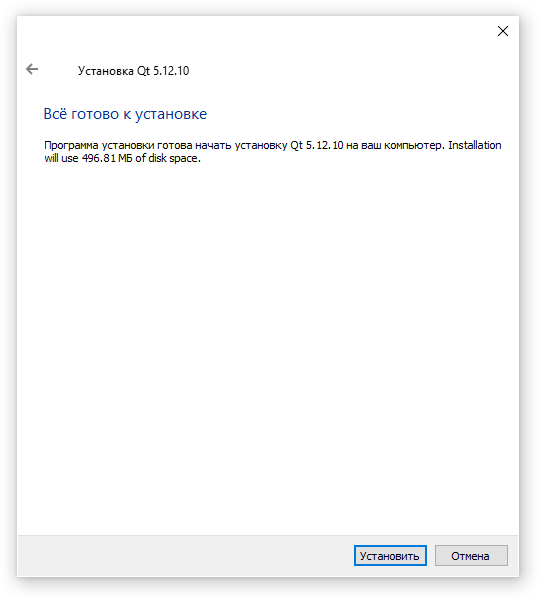 Установка Qt 5.12.10
Всё готово к установке
Программа установки готова начать установку Qt 5.12.10 на ваш компьютер. Installation
will use 496.81 МБ of disk space.
Установить
Отмена